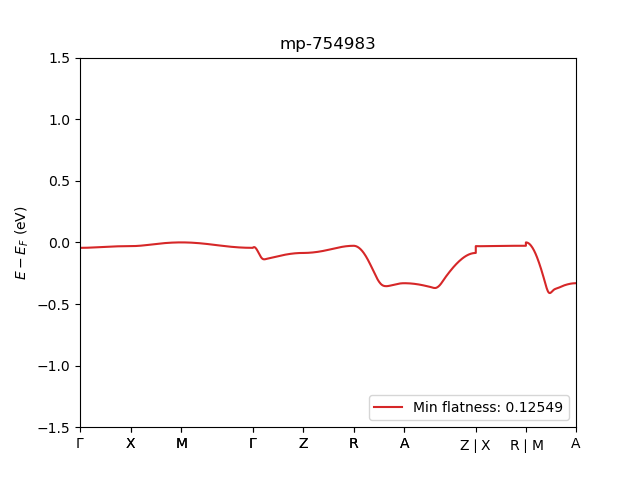 mp-754983
E − E_F (eV)
1.5
1.0
0.5
0.0
−0.5
−1.0
−1.5
Min flatness: 0.12549
Γ X M Γ Z R A Z | X R | M A